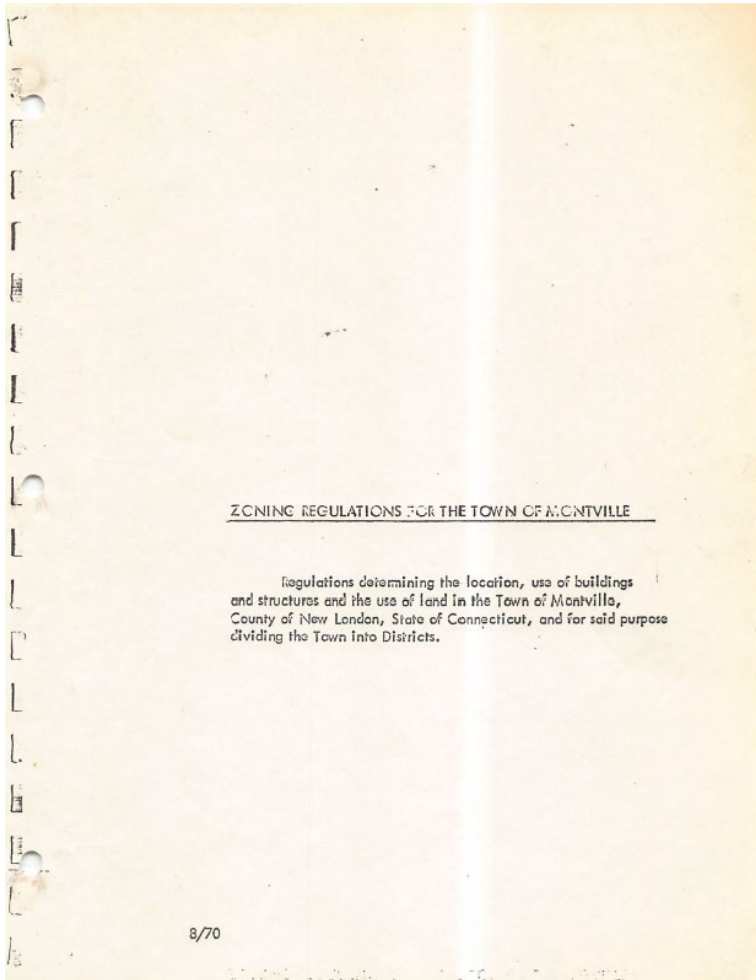 ZONING REGULATIONS FOR THE TOWN OF MONTVILLE
Regulations determining the location, use of buildings
and structures and the use of land in the Town of Montville,
County of New London, State of Connecticut, and for said purpose
dividing the Town into Districts.
8/70